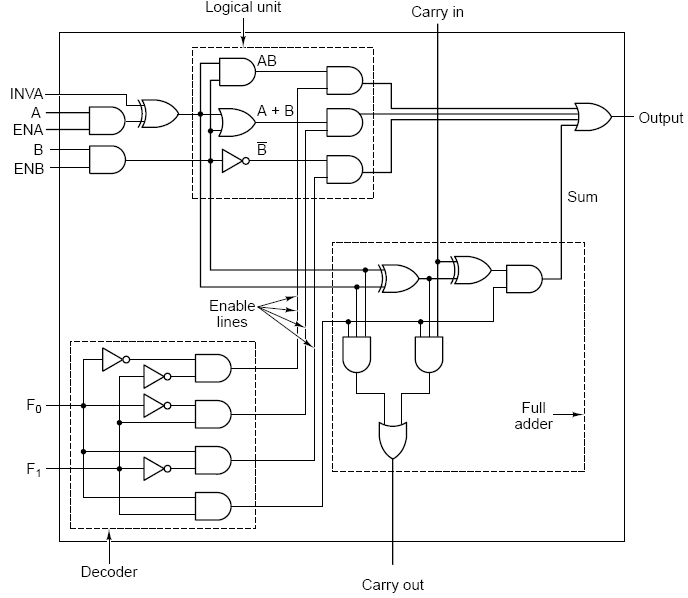 Logical unit
Carry in
INVA
A
ENA
B
ENB
AB
A + B
B̅
Output
Sum
Enable
lines
F₀
F₁
Full
adder
Decoder
Carry out